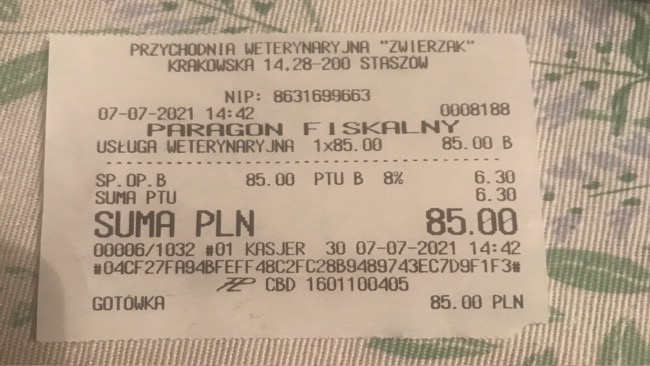 PRZYCHODNIA WETERYNARYJNA "ZWIERZAK"
KRAKOWSKA 14.28-200 STASZÓW
NIP: 8631699663
07-07-2021 14:42 0008188
PARAGON FISKALNY
USŁUGA WETERYNARYJNA 1x85.00 85.00 B
SP.OP.B 85.00 PTU B 8% 6.30
SUMA PTU 6.30
SUMA PLN 85.00
00006/1032 #01 KASJER 30 07-07-2021 14:42
#04CF27FA94BFEFF48C2FC28B9489743EC7D9F1F3#
CBD 1601100405
GOTÓWKA 85.00 PLN